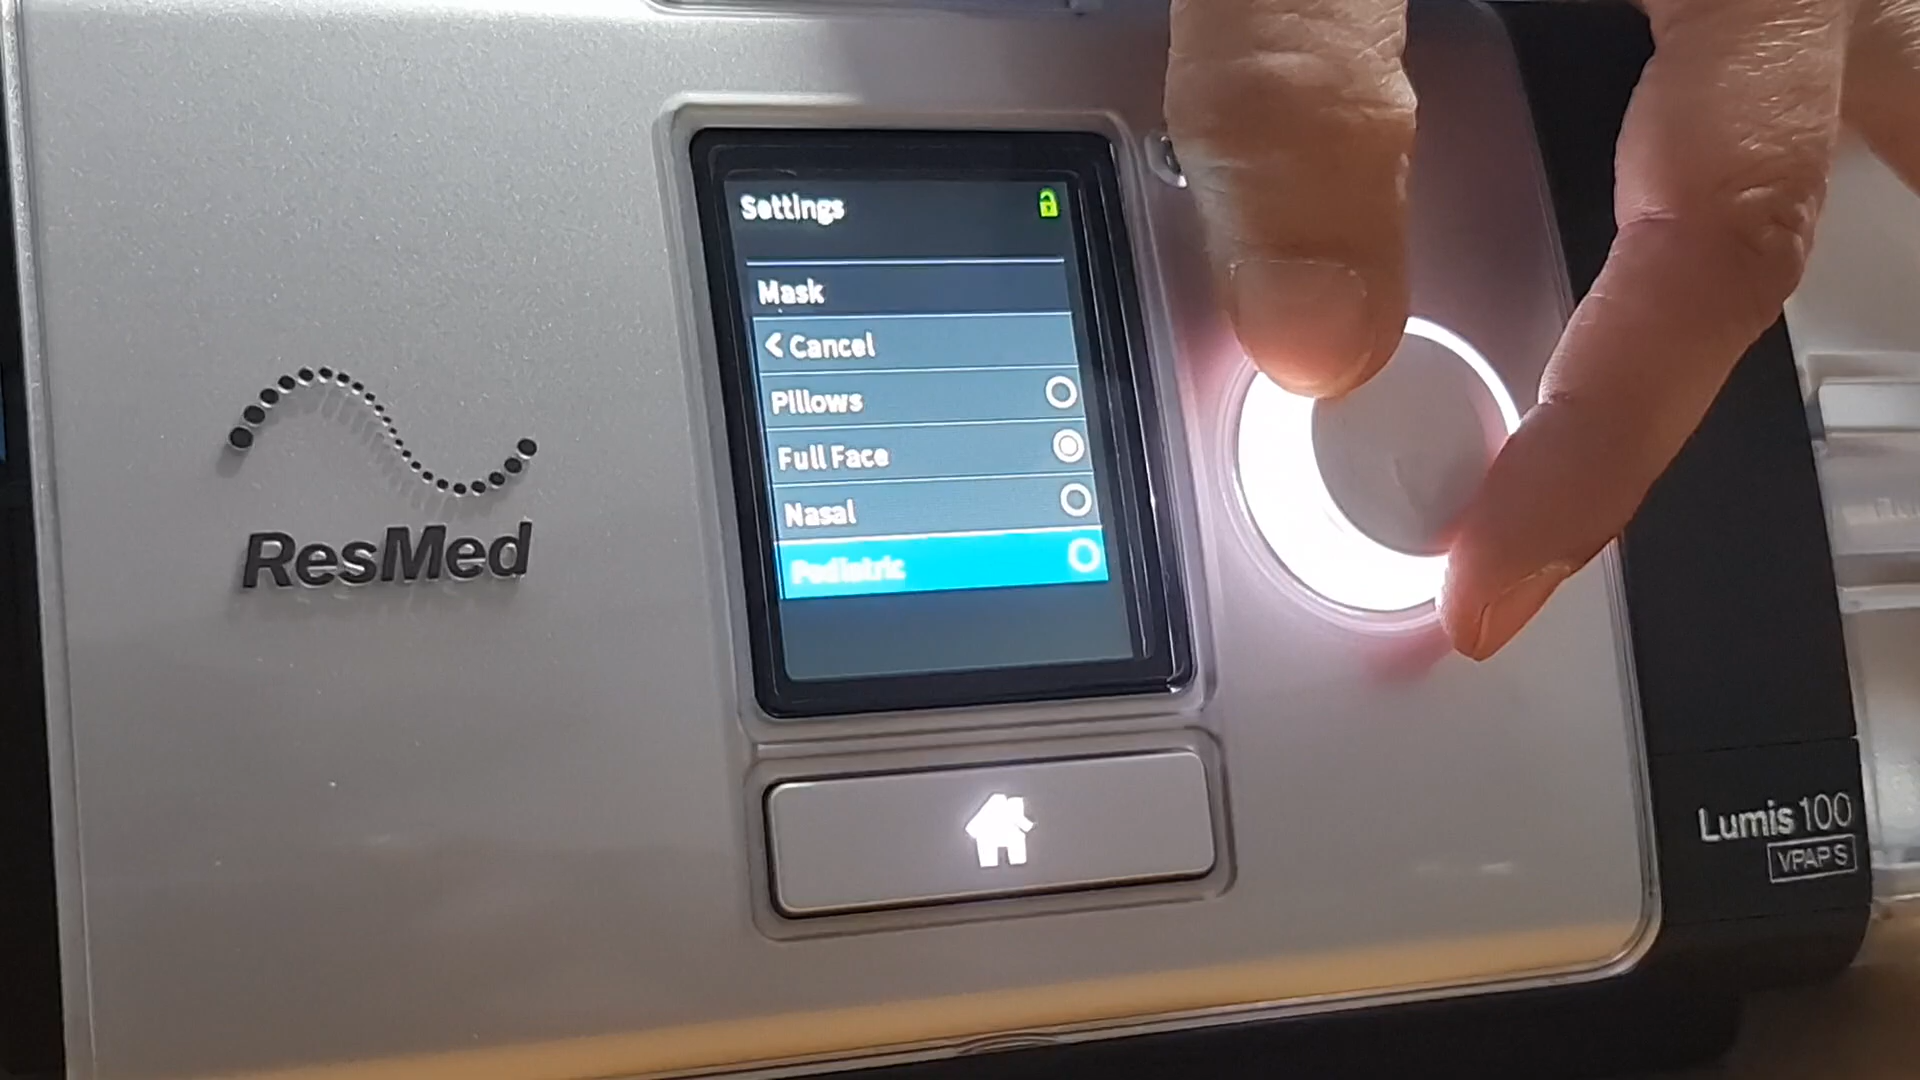 Settings
Mask
< Cancel
Pillows
Full Face
Nasal
Pediatric
ResMed
Lumis 100
VPAP S